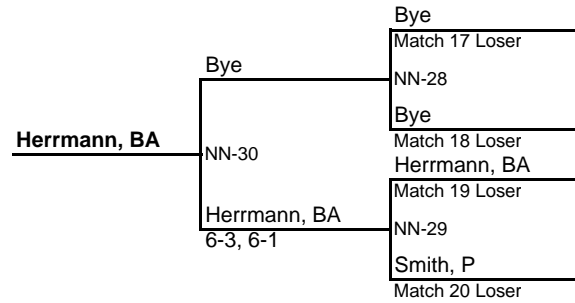 Bye
Match 17 Loser
Bye
NN-28
Bye
Match 18 Loser
Herrmann, BA
NN-30
Herrmann, BA
Match 19 Loser
Herrmann, BA
6-3, 6-1
NN-29
Smith, P
Match 20 Loser